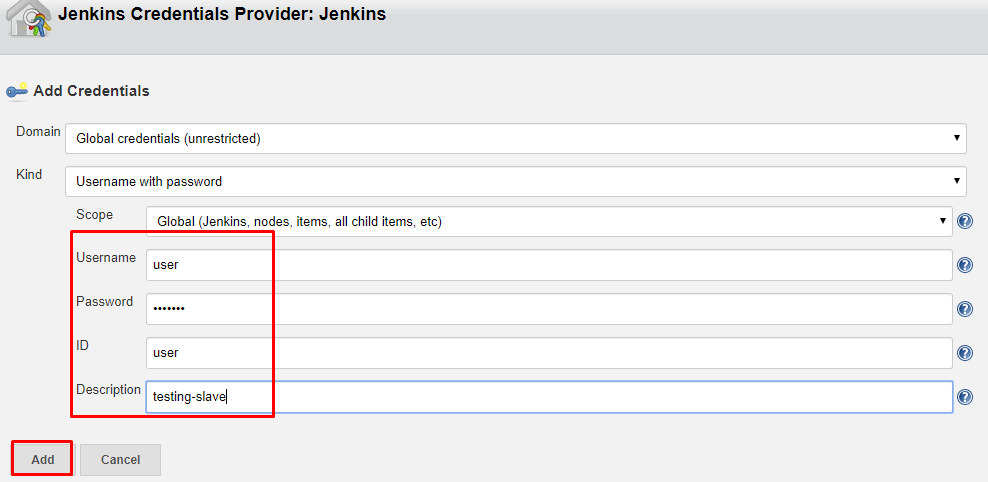 Jenkins Credentials Provider: Jenkins
Add Credentials
Domain Global credentials (unrestricted)
Kind Username with password
Scope Global (Jenkins, nodes, items, all child items, etc)
Username user
Password •••••••
ID user
Description testing-slave
Add Cancel